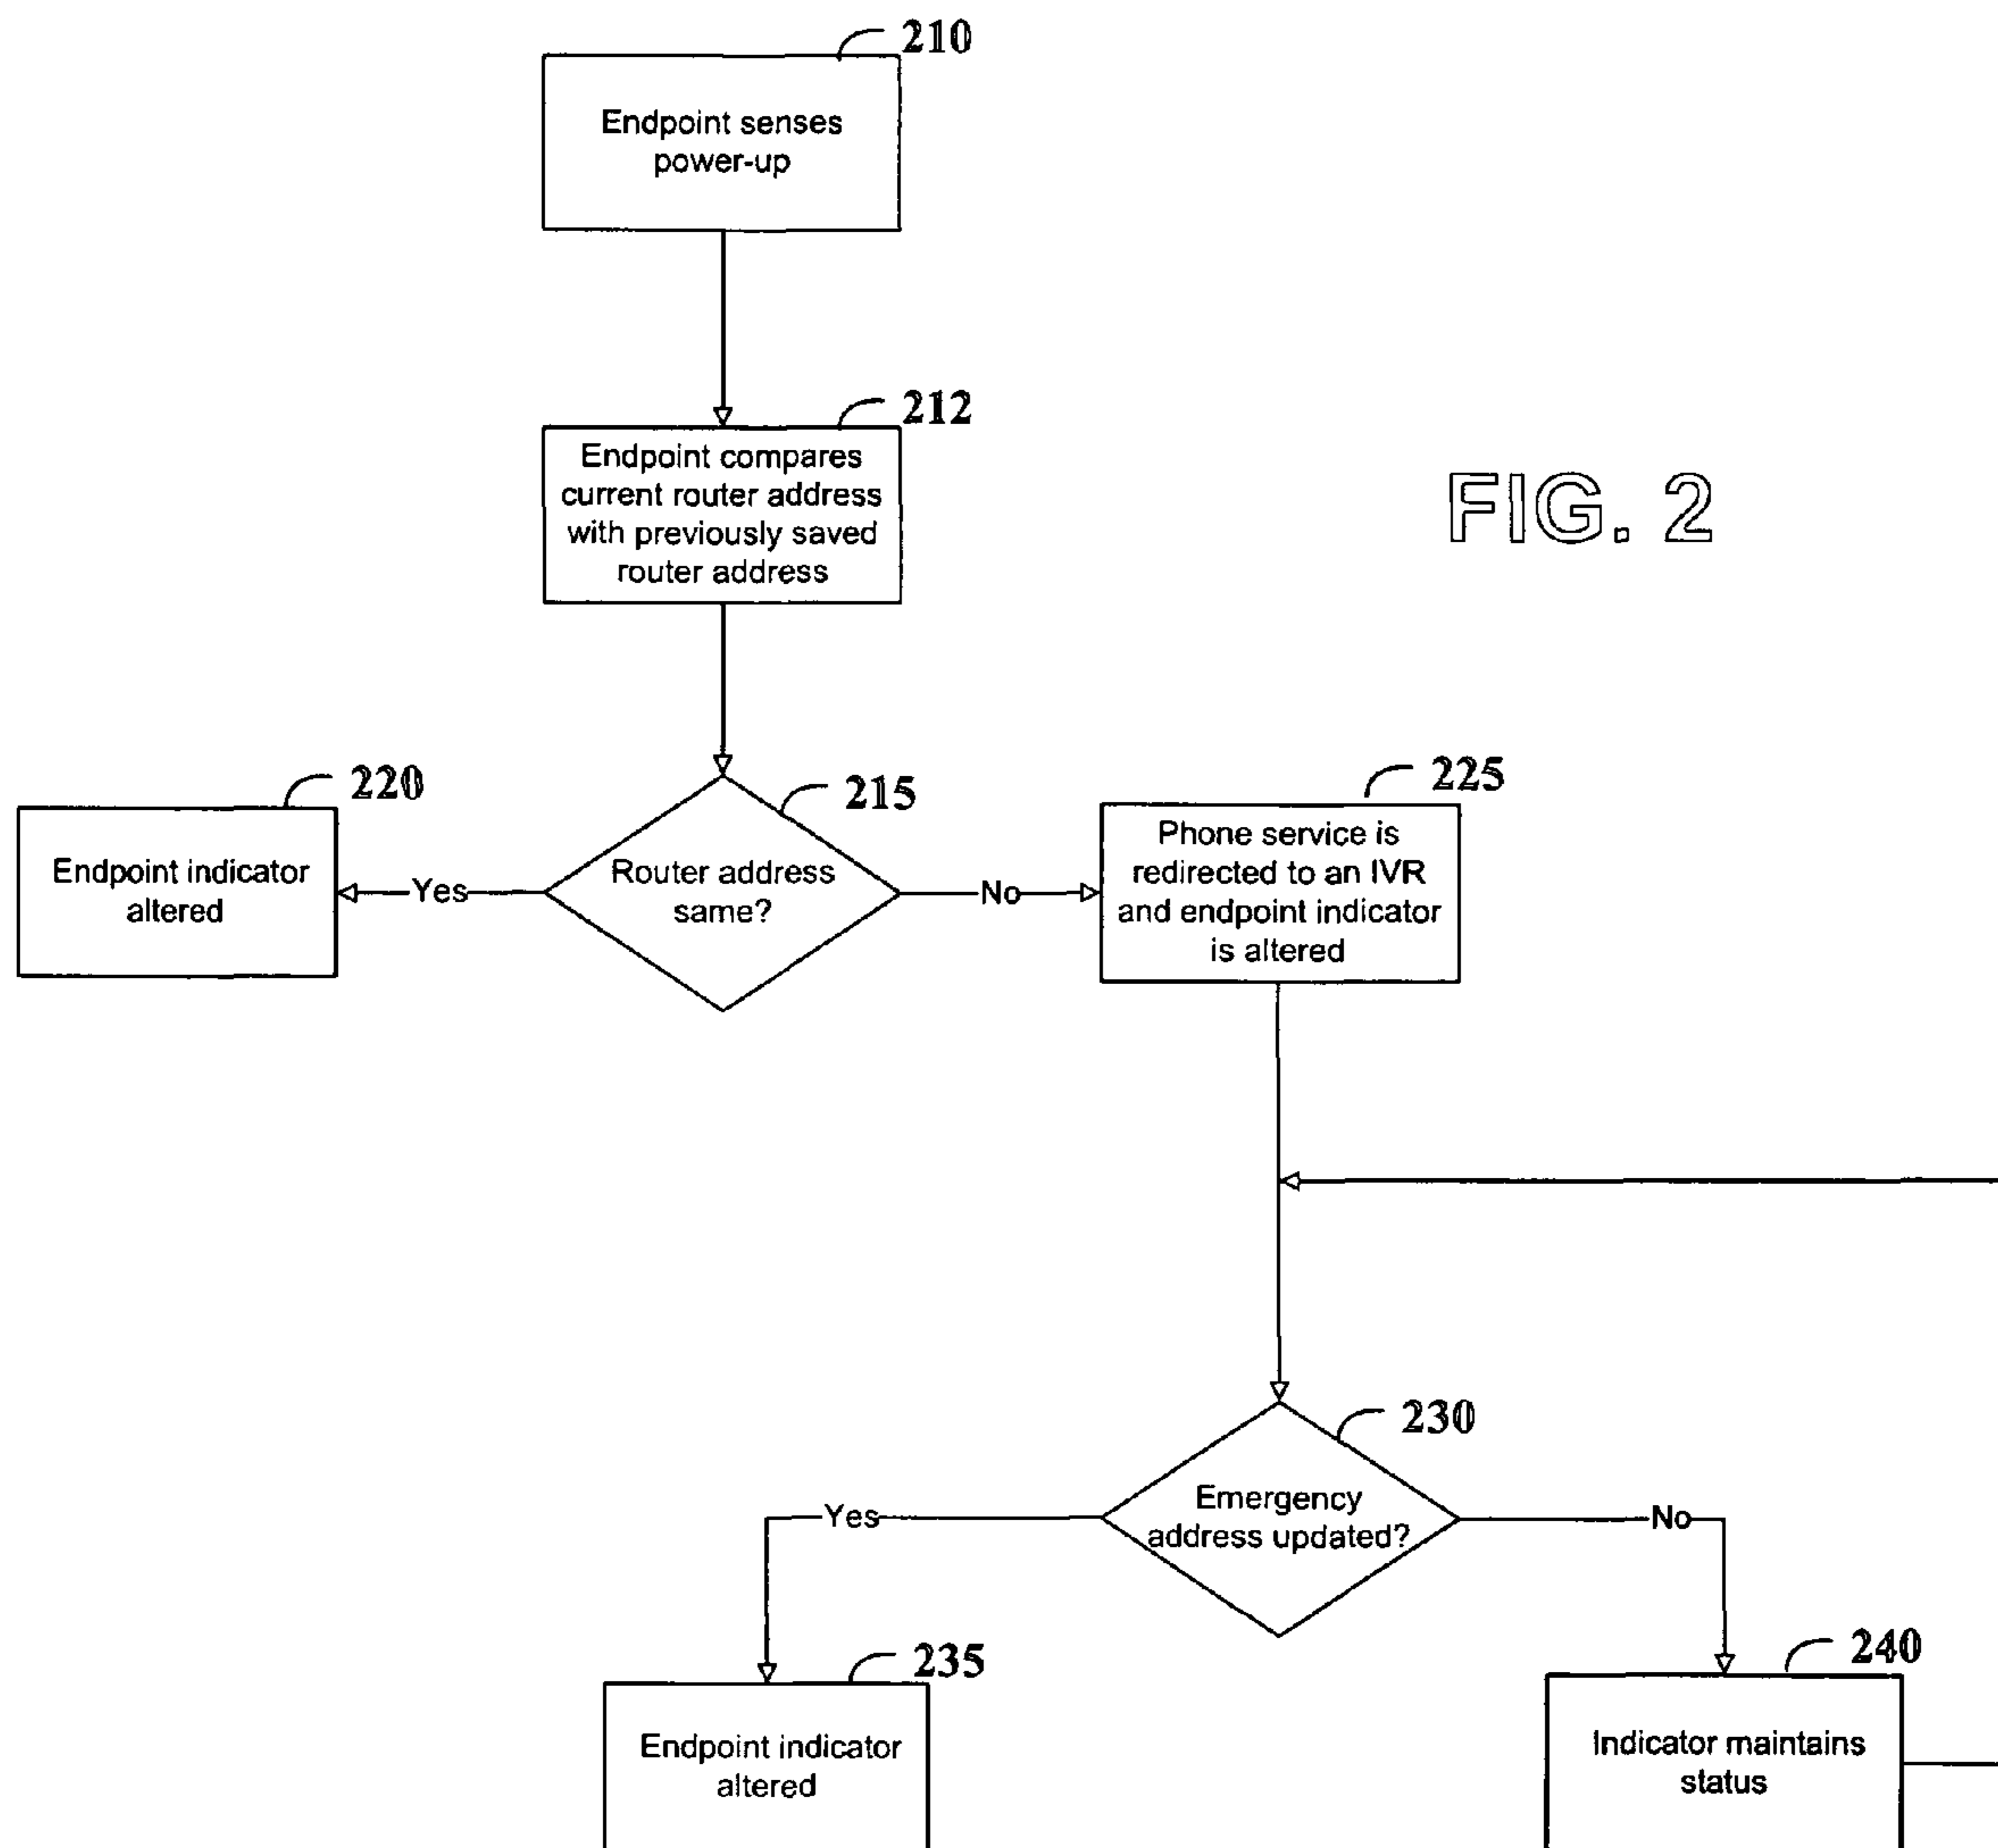 210
Endpoint senses
power-up
212
Endpoint compares
current router address
with previously saved
router address
FIG. 2
220
Endpoint indicator
altered
Yes
215
Router address
same?
No
225
Phone service is
redirected to an IVR
and endpoint indicator
is altered
230
Emergency
address updated?
Yes
No
235
Endpoint indicator
altered
240
Indicator maintains
status